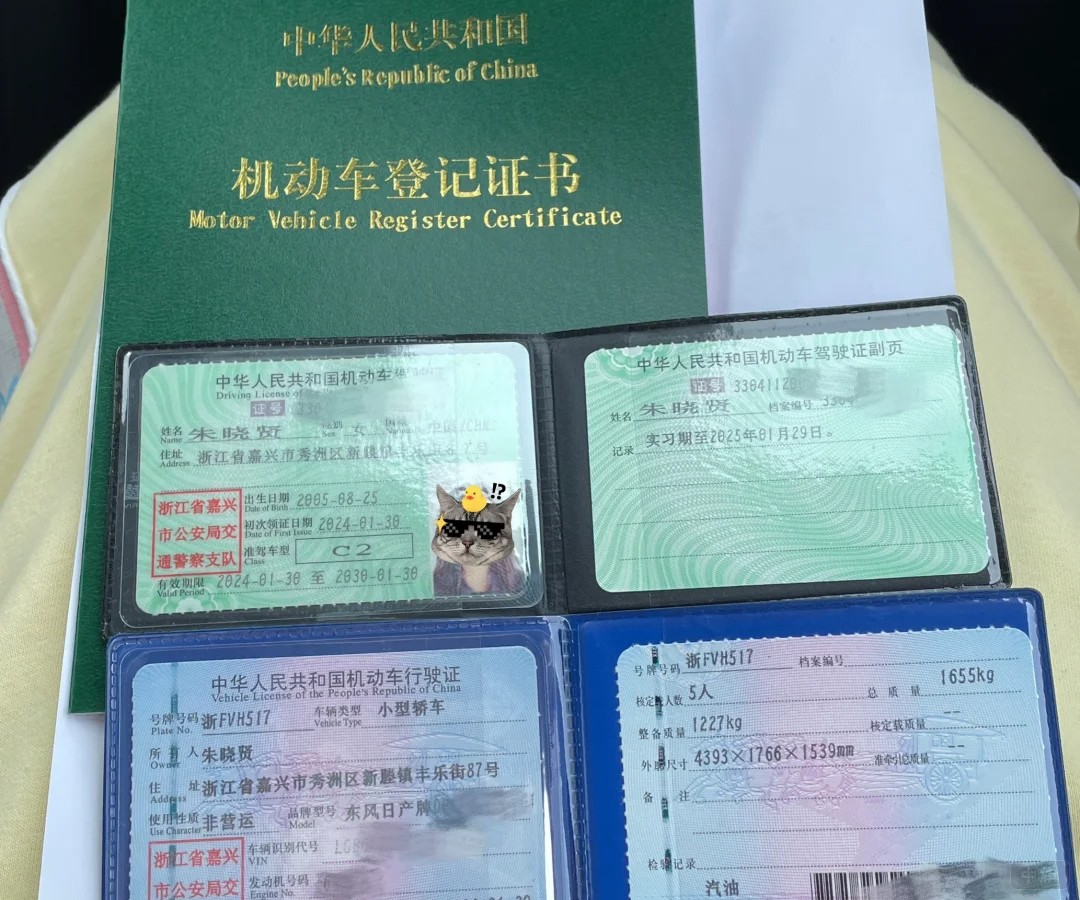 中华人民共和国
People's Republic of China
机动车登记证书
Motor Vehicle Register Certificate
中华人民共和国机动车驾
Driving License of
证号 330
姓名 朱晓贤 性别 女 国籍 中国/CHN
Name Sex
住址 浙江省嘉兴市秀洲区新塍镇丰乐街87号
Address
浙江省嘉兴
市公安局交
通警察支队
出生日期 2005-08-25
Date of Birth
初次领证日期 2024-01-30
Date of First Issue
准驾车型 C2
Class
有效期限 2024-01-30 至 2030-01-30
Valid Period
!?
中华人民共和国机动车驾驶证副页
证号 3304112
姓名 朱晓贤 档案编号 330
记录 实习期至2025年01月29日。
中华人民共和国机动车行驶证
Vehicle License of the People's Republic of China
号牌号码 浙FVH517 车辆类型 小型轿车
Plate No. Vehicle Type
所有人 朱晓贤
Owner
住址 浙江省嘉兴市秀洲区新塍镇丰乐街87号
Address
使用性质 非营运 品牌型号 东风日产牌
Use Character Model
浙江省嘉兴
市公安局交
车辆识别代号
VIN
发动机号码
Engine No.
号牌号码 浙FVH517 档案编号
核定载人数 5人 总质量 1655kg
整备质量 1227kg 核定载质量 --
外廓尺寸 4393×1766×1539mm 准牵引总质量 --
备注
检验记录
汽油